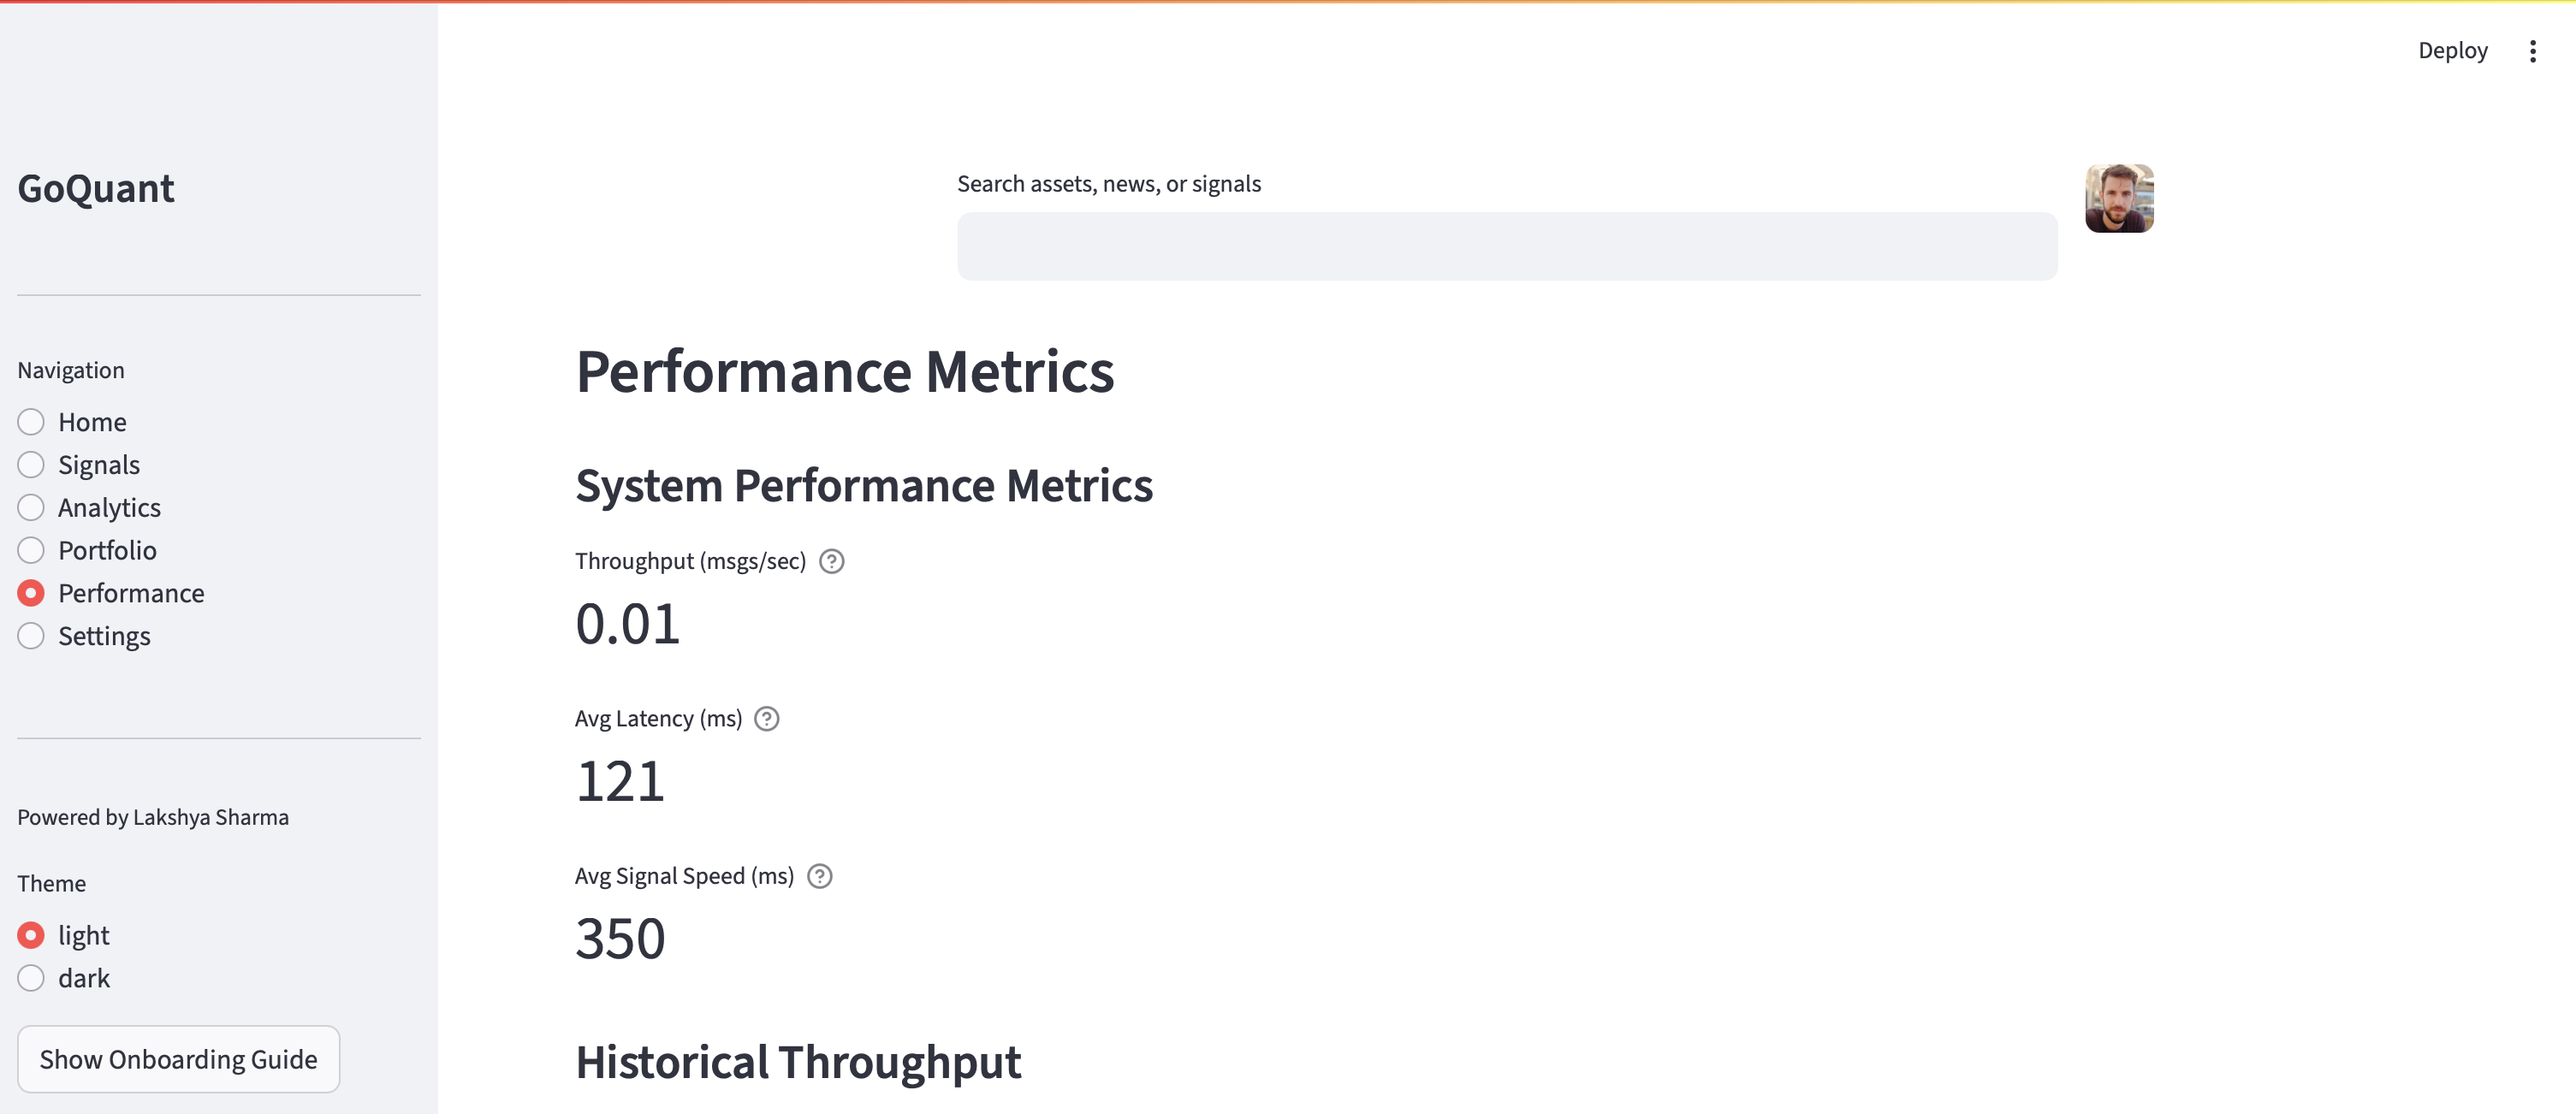 Deploy
GoQuant
Navigation
Home
Signals
Analytics
Portfolio
Performance
Settings
Powered by Lakshya Sharma
Theme
light
dark
Show Onboarding Guide
Search assets, news, or signals
Performance Metrics
System Performance Metrics
Throughput (msgs/sec)
0.01
Avg Latency (ms)
121
Avg Signal Speed (ms)
350
Historical Throughput